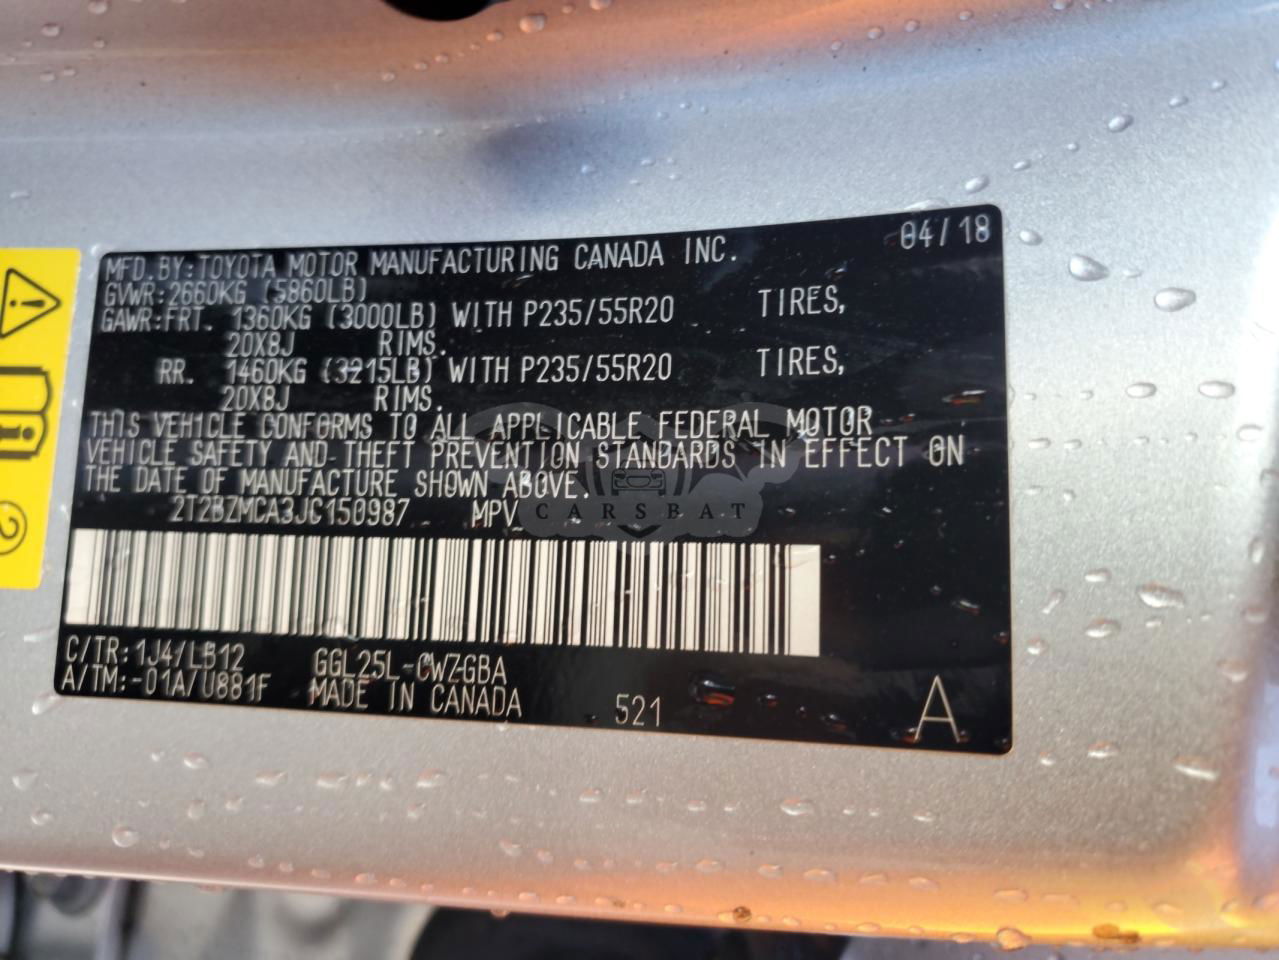 04/18
MFD.BY:TOYOTA MOTOR MANUFACTURING CANADA INC.
GVWR:2660KG (5860LB)
GAWR:FRT. 1360KG (3000LB) WITH P235/55R20 TIRES,
20X8J RIMS.
RR. 1460KG (3215LB) WITH P235/55R20 TIRES,
20X8J RIMS.
THIS VEHICLE CONFORMS TO ALL APPLICABLE FEDERAL MOTOR
VEHICLE SAFETY AND THEFT PREVENTION STANDARDS IN EFFECT ON
THE DATE OF MANUFACTURE SHOWN ABOVE.
2T2BZMCA3JC150987 MPV
CARSBAT
C/TR:1J4/LB12 GGL25L-CWZGBA
A/TM:-01A/U881F MADE IN CANADA 521 A
i
2